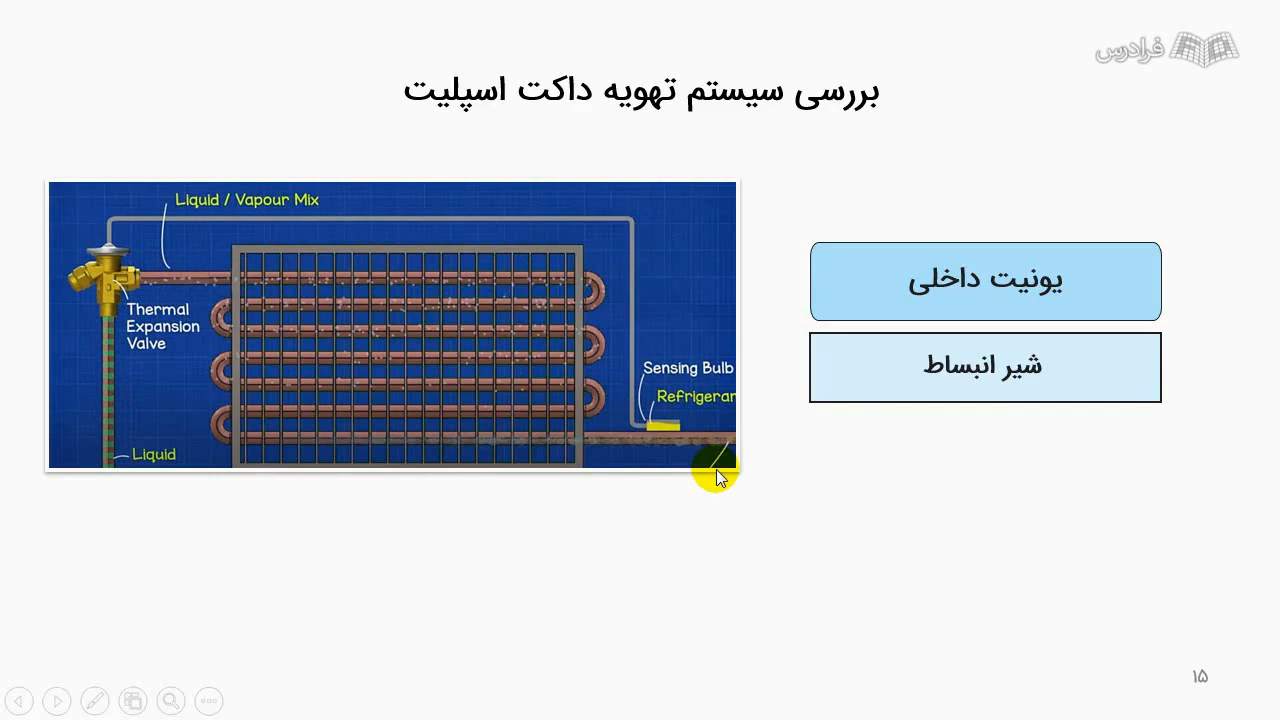 فرادرس
بررسی سیستم تهویه داکت اسپلیت
یونیت داخلی
شیر انبساط
Liquid / Vapour Mix
Thermal
Expansion
Valve
Sensing Bulb
Refrigeran
Liquid
۱۵